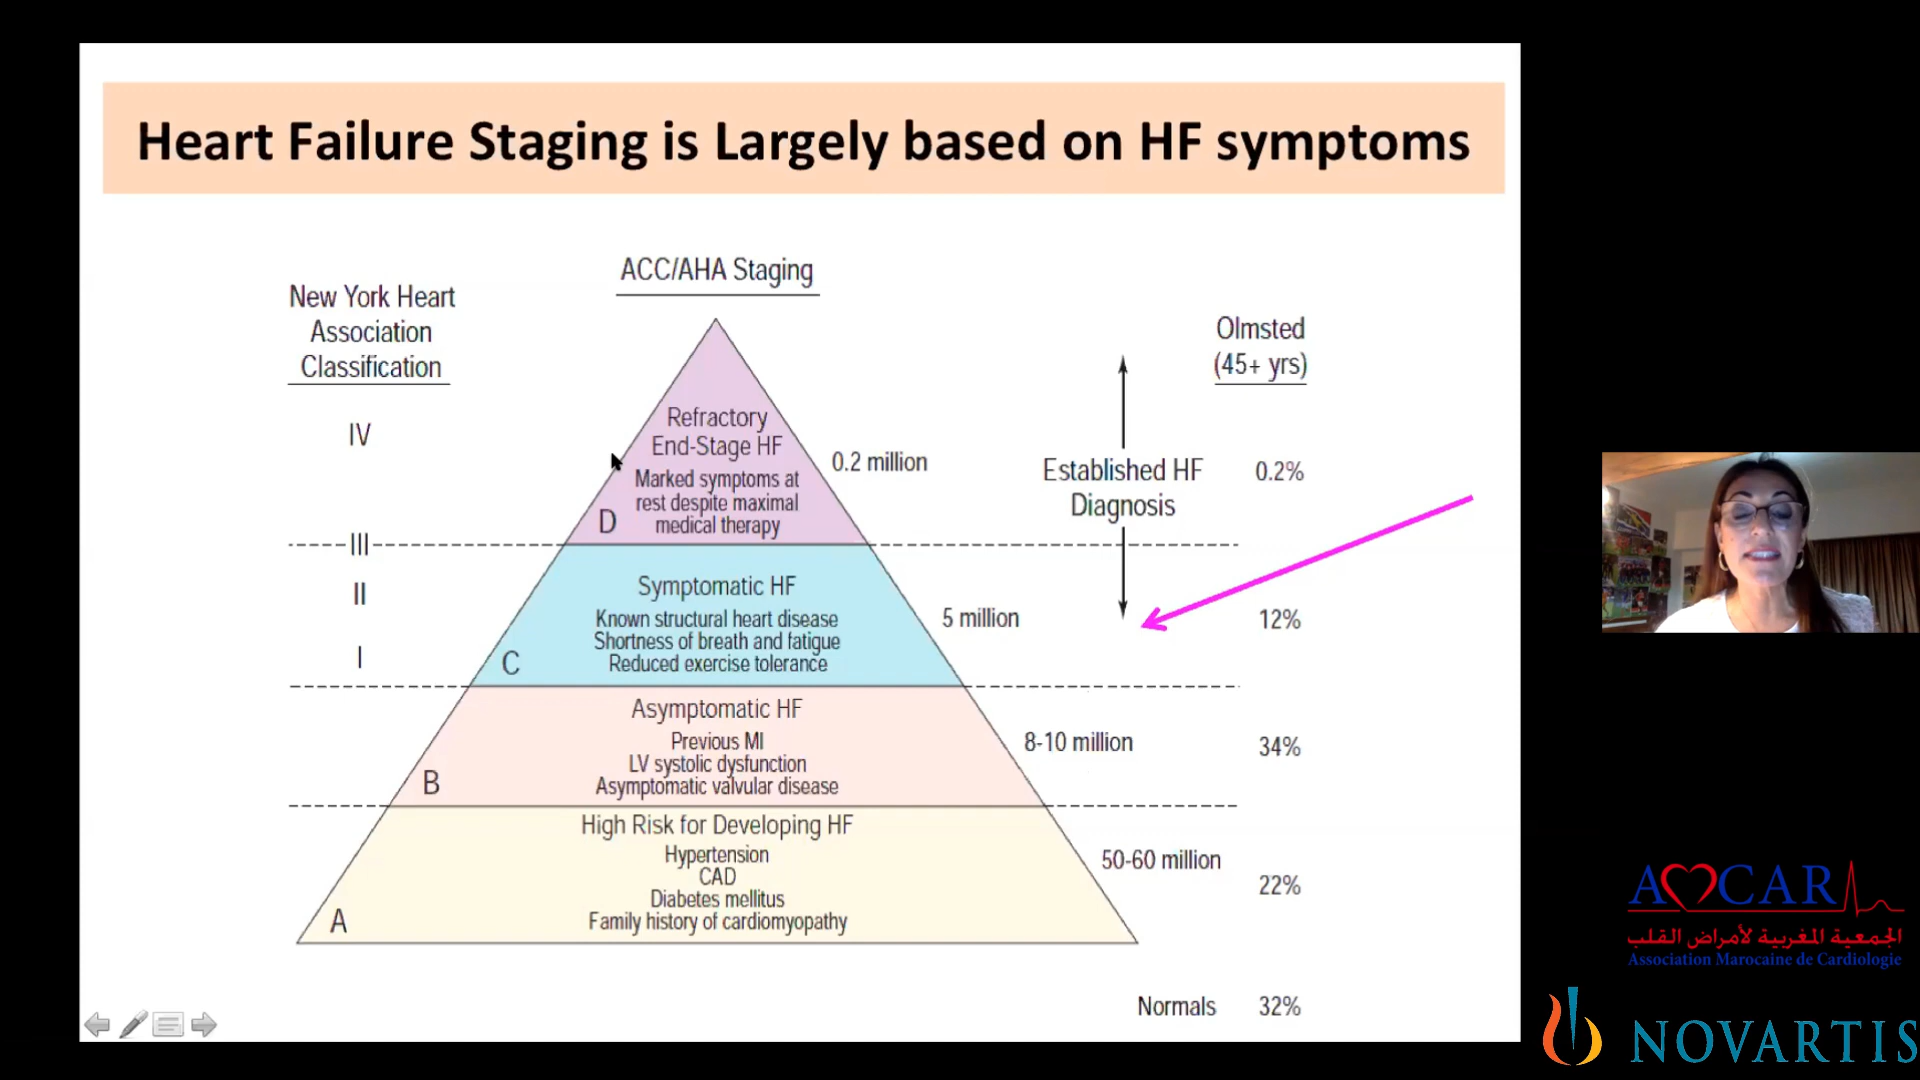 Heart Failure Staging is Largely based on HF symptoms
ACC/AHA Staging
New York Heart
Association
Classification
Olmsted
(45+ yrs)
IV
Refractory
End-Stage HF
Marked symptoms at
rest despite maximal
medical therapy
D
0.2 million
Established HF
Diagnosis
0.2%
III
II
I
Symptomatic HF
Known structural heart disease
Shortness of breath and fatigue
Reduced exercise tolerance
C
5 million
12%
Asymptomatic HF
Previous MI
LV systolic dysfunction
Asymptomatic valvular disease
B
8-10 million
34%
High Risk for Developing HF
Hypertension
CAD
Diabetes mellitus
Family history of cardiomyopathy
A
50-60 million
22%
Normals 32%
AMCAR
الجمعية المغربية لأمراض القلب
Association Marocaine de Cardiologie
NOVARTIS